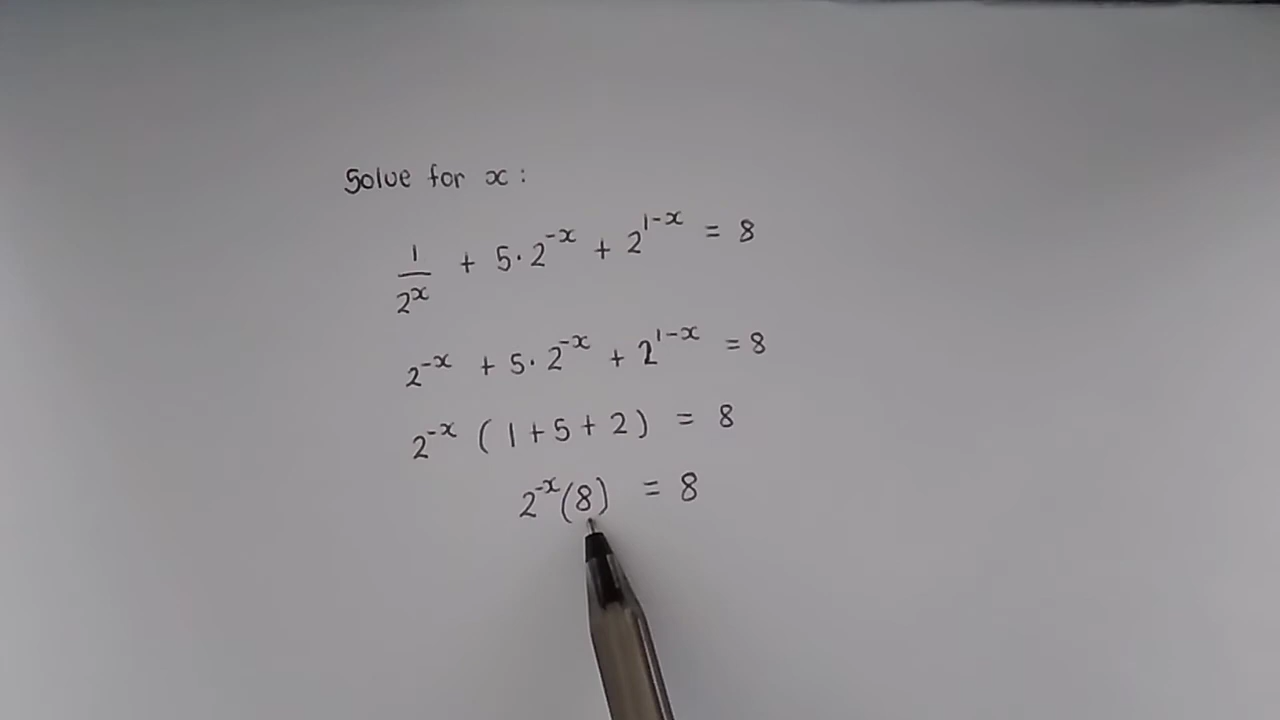 Solve for x:
1/2^x + 5·2^-x + 2^1-x = 8
2^-x + 5·2^-x + 2^1-x = 8
2^-x (1+5+2) = 8
2^-x(8) = 8